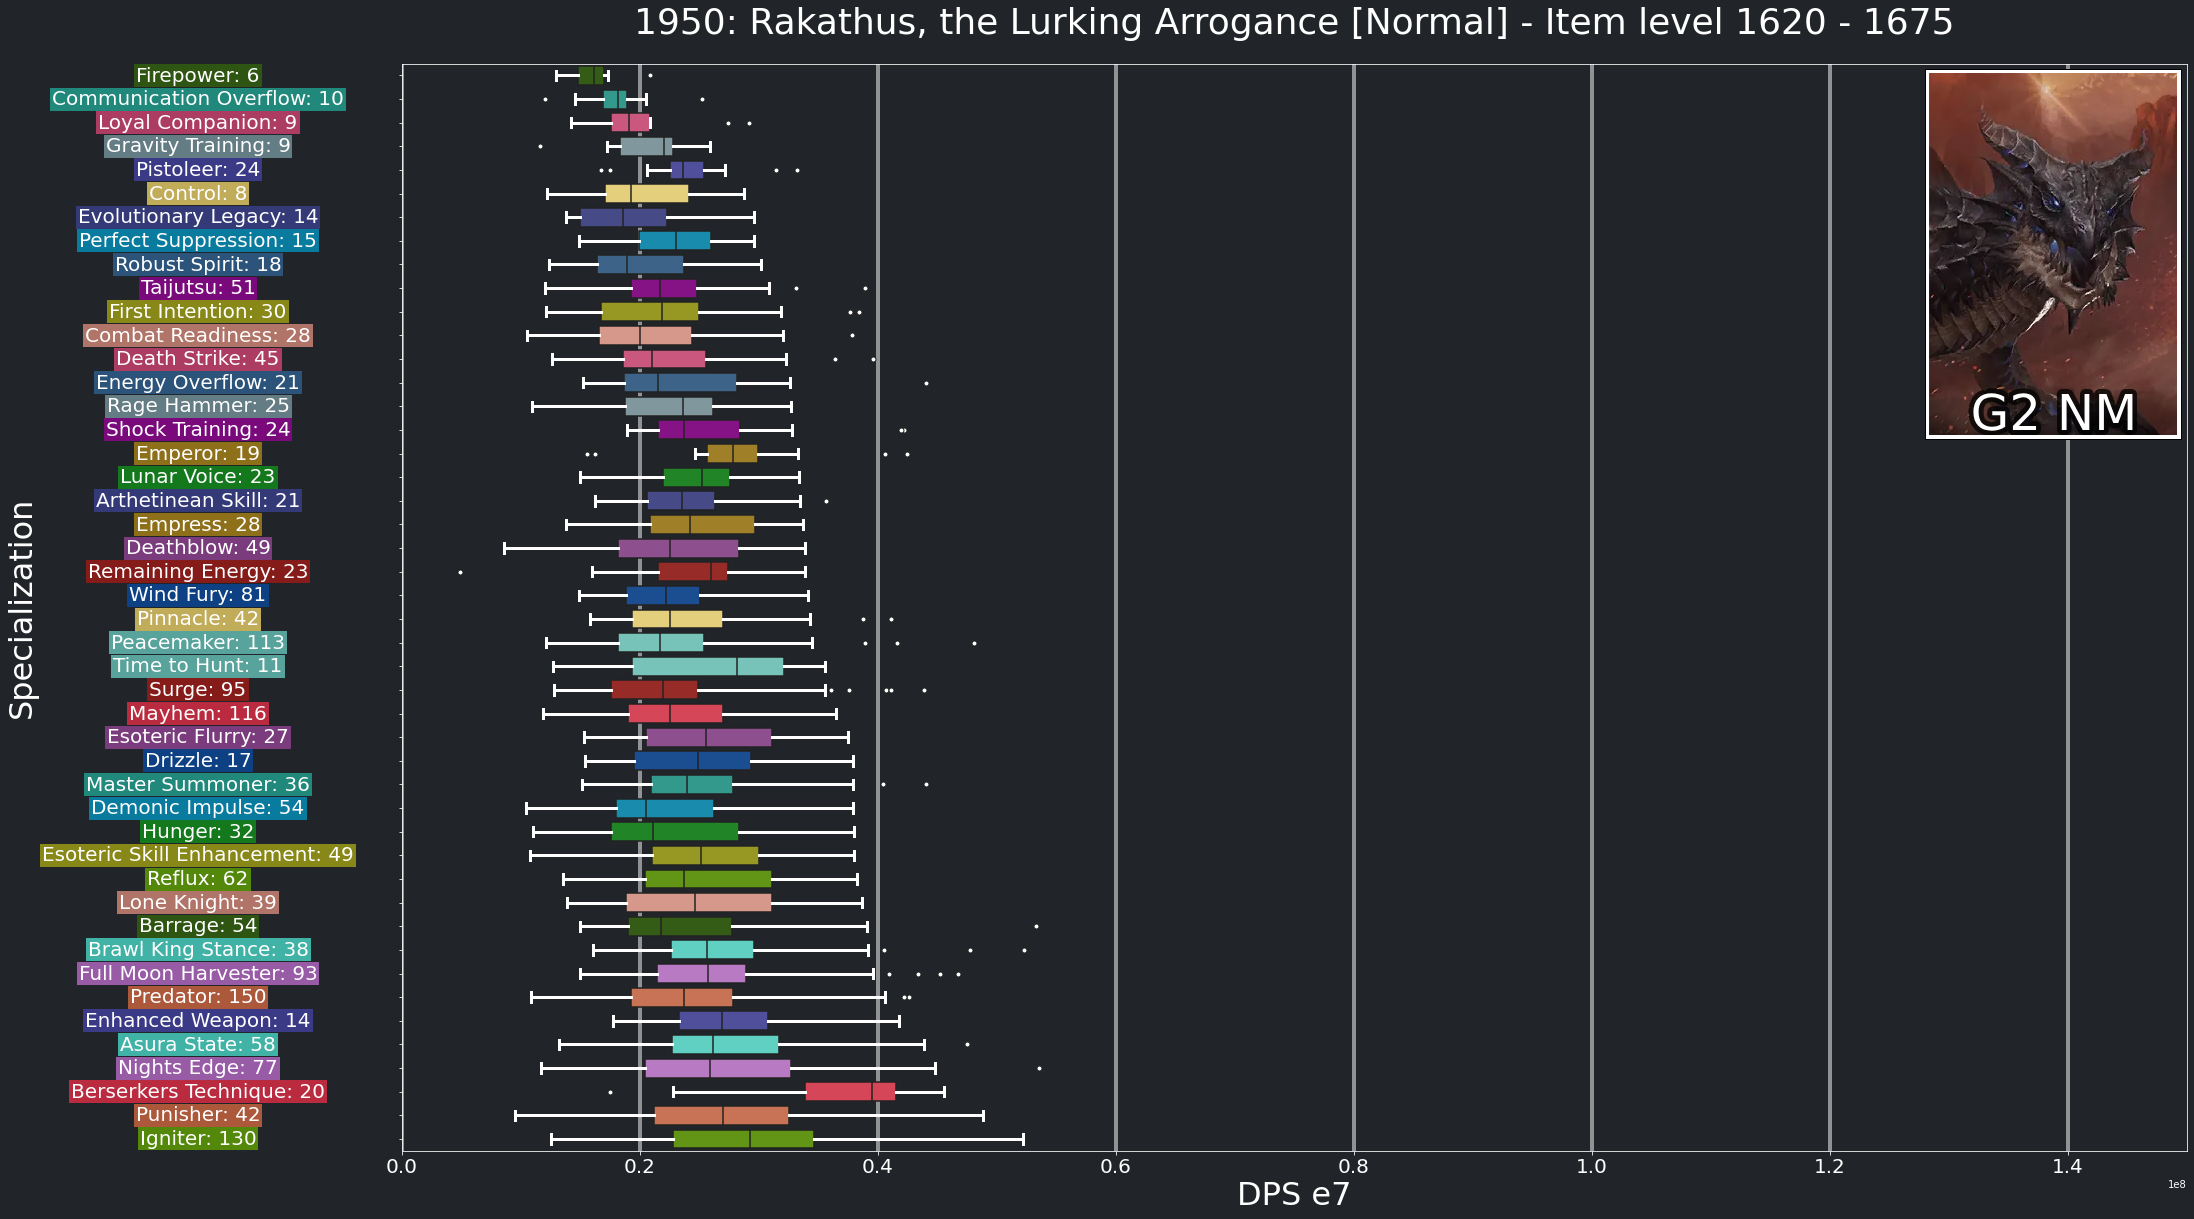 1950: Rakathus, the Lurking Arrogance [Normal] - Item level 1620 - 1675
Specialization
Firepower: 6
Communication Overflow: 10
Loyal Companion: 9
Gravity Training: 9
Pistoleer: 24
Control: 8
Evolutionary Legacy: 14
Perfect Suppression: 15
Robust Spirit: 18
Taijutsu: 51
First Intention: 30
Combat Readiness: 28
Death Strike: 45
Energy Overflow: 21
Rage Hammer: 25
Shock Training: 24
Emperor: 19
Lunar Voice: 23
Arthetinean Skill: 21
Empress: 28
Deathblow: 49
Remaining Energy: 23
Wind Fury: 81
Pinnacle: 42
Peacemaker: 113
Time to Hunt: 11
Surge: 95
Mayhem: 116
Esoteric Flurry: 27
Drizzle: 17
Master Summoner: 36
Demonic Impulse: 54
Hunger: 32
Esoteric Skill Enhancement: 49
Reflux: 62
Lone Knight: 39
Barrage: 54
Brawl King Stance: 38
Full Moon Harvester: 93
Predator: 150
Enhanced Weapon: 14
Asura State: 58
Nights Edge: 77
Berserkers Technique: 20
Punisher: 42
Igniter: 130
G2 NM
0.0 0.2 0.4 0.6 0.8 1.0 1.2 1.4
1e8
DPS e7